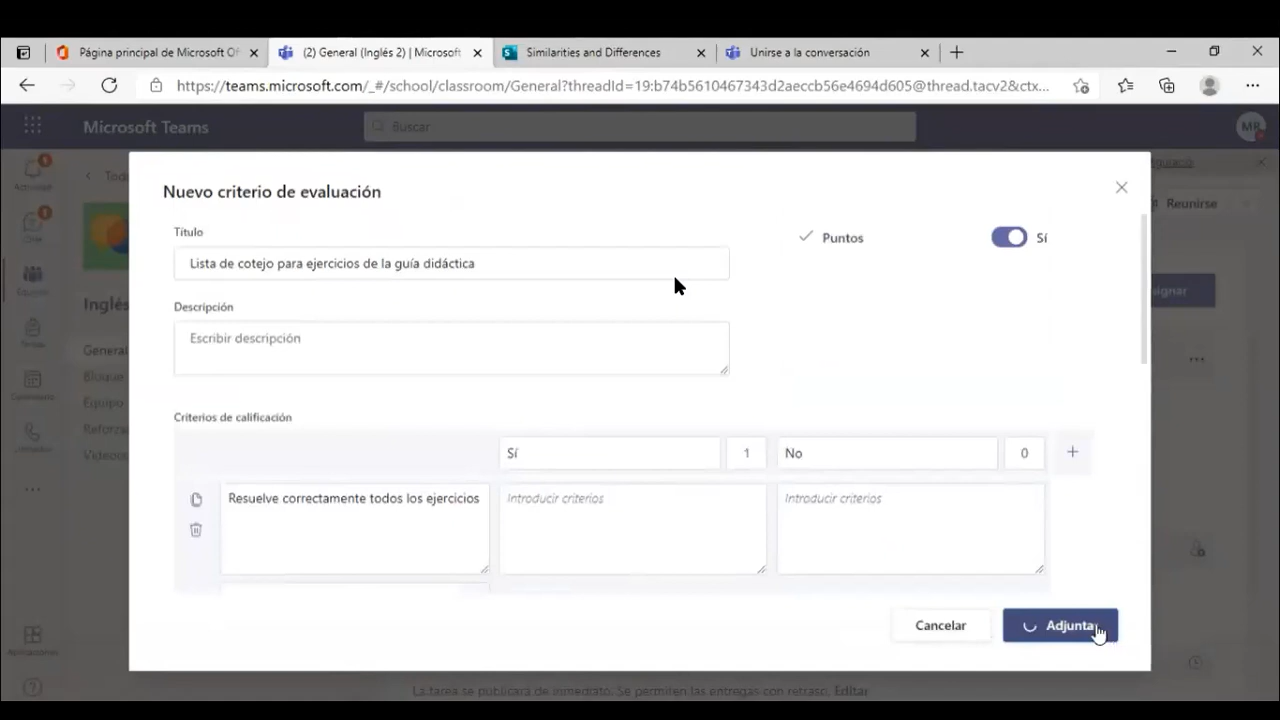 Página principal de Microsoft Of
(2) General (Inglés 2) | Microsoft
Similarities and Differences
Unirse a la conversación
https://teams.microsoft.com/_#/school/classroom/General?threadId=19:b74b5610467343d2aeccb56e4694d605@thread.tacv2&ctx...
Microsoft Teams
Buscar
MR
Nuevo criterio de evaluación
Título
Puntos
Sí
Lista de cotejo para ejercicios de la guía didáctica
Descripción
Escribir descripción
Criterios de calificación
Sí
1
No
0
Resuelve correctamente todos los ejercicios
Introducir criterios
Introducir criterios
Cancelar
Adjuntar
Reunirse
Inglés
General
Bloque
Equipo
Reforza
La tarea se publicará de inmediato. Se permiten las entregas con retraso. Editar